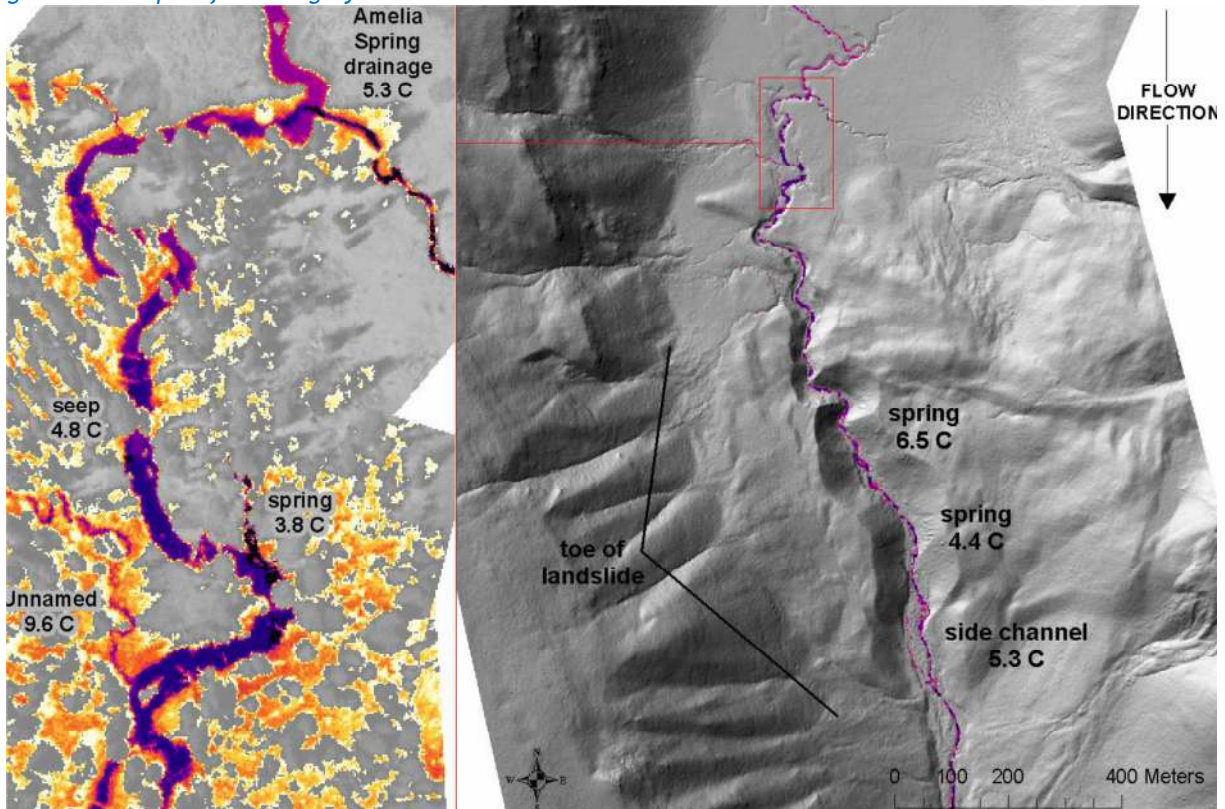 Amelia
Spring
drainage
5.3 C
seep
4.8 C
spring
3.8 C
Unnamed
9.6 C
FLOW
DIRECTION
spring
6.5 C
spring
4.4 C
toe of
landslide
side channel
5.3 C
N
W E
S
0 100 200 400 Meters